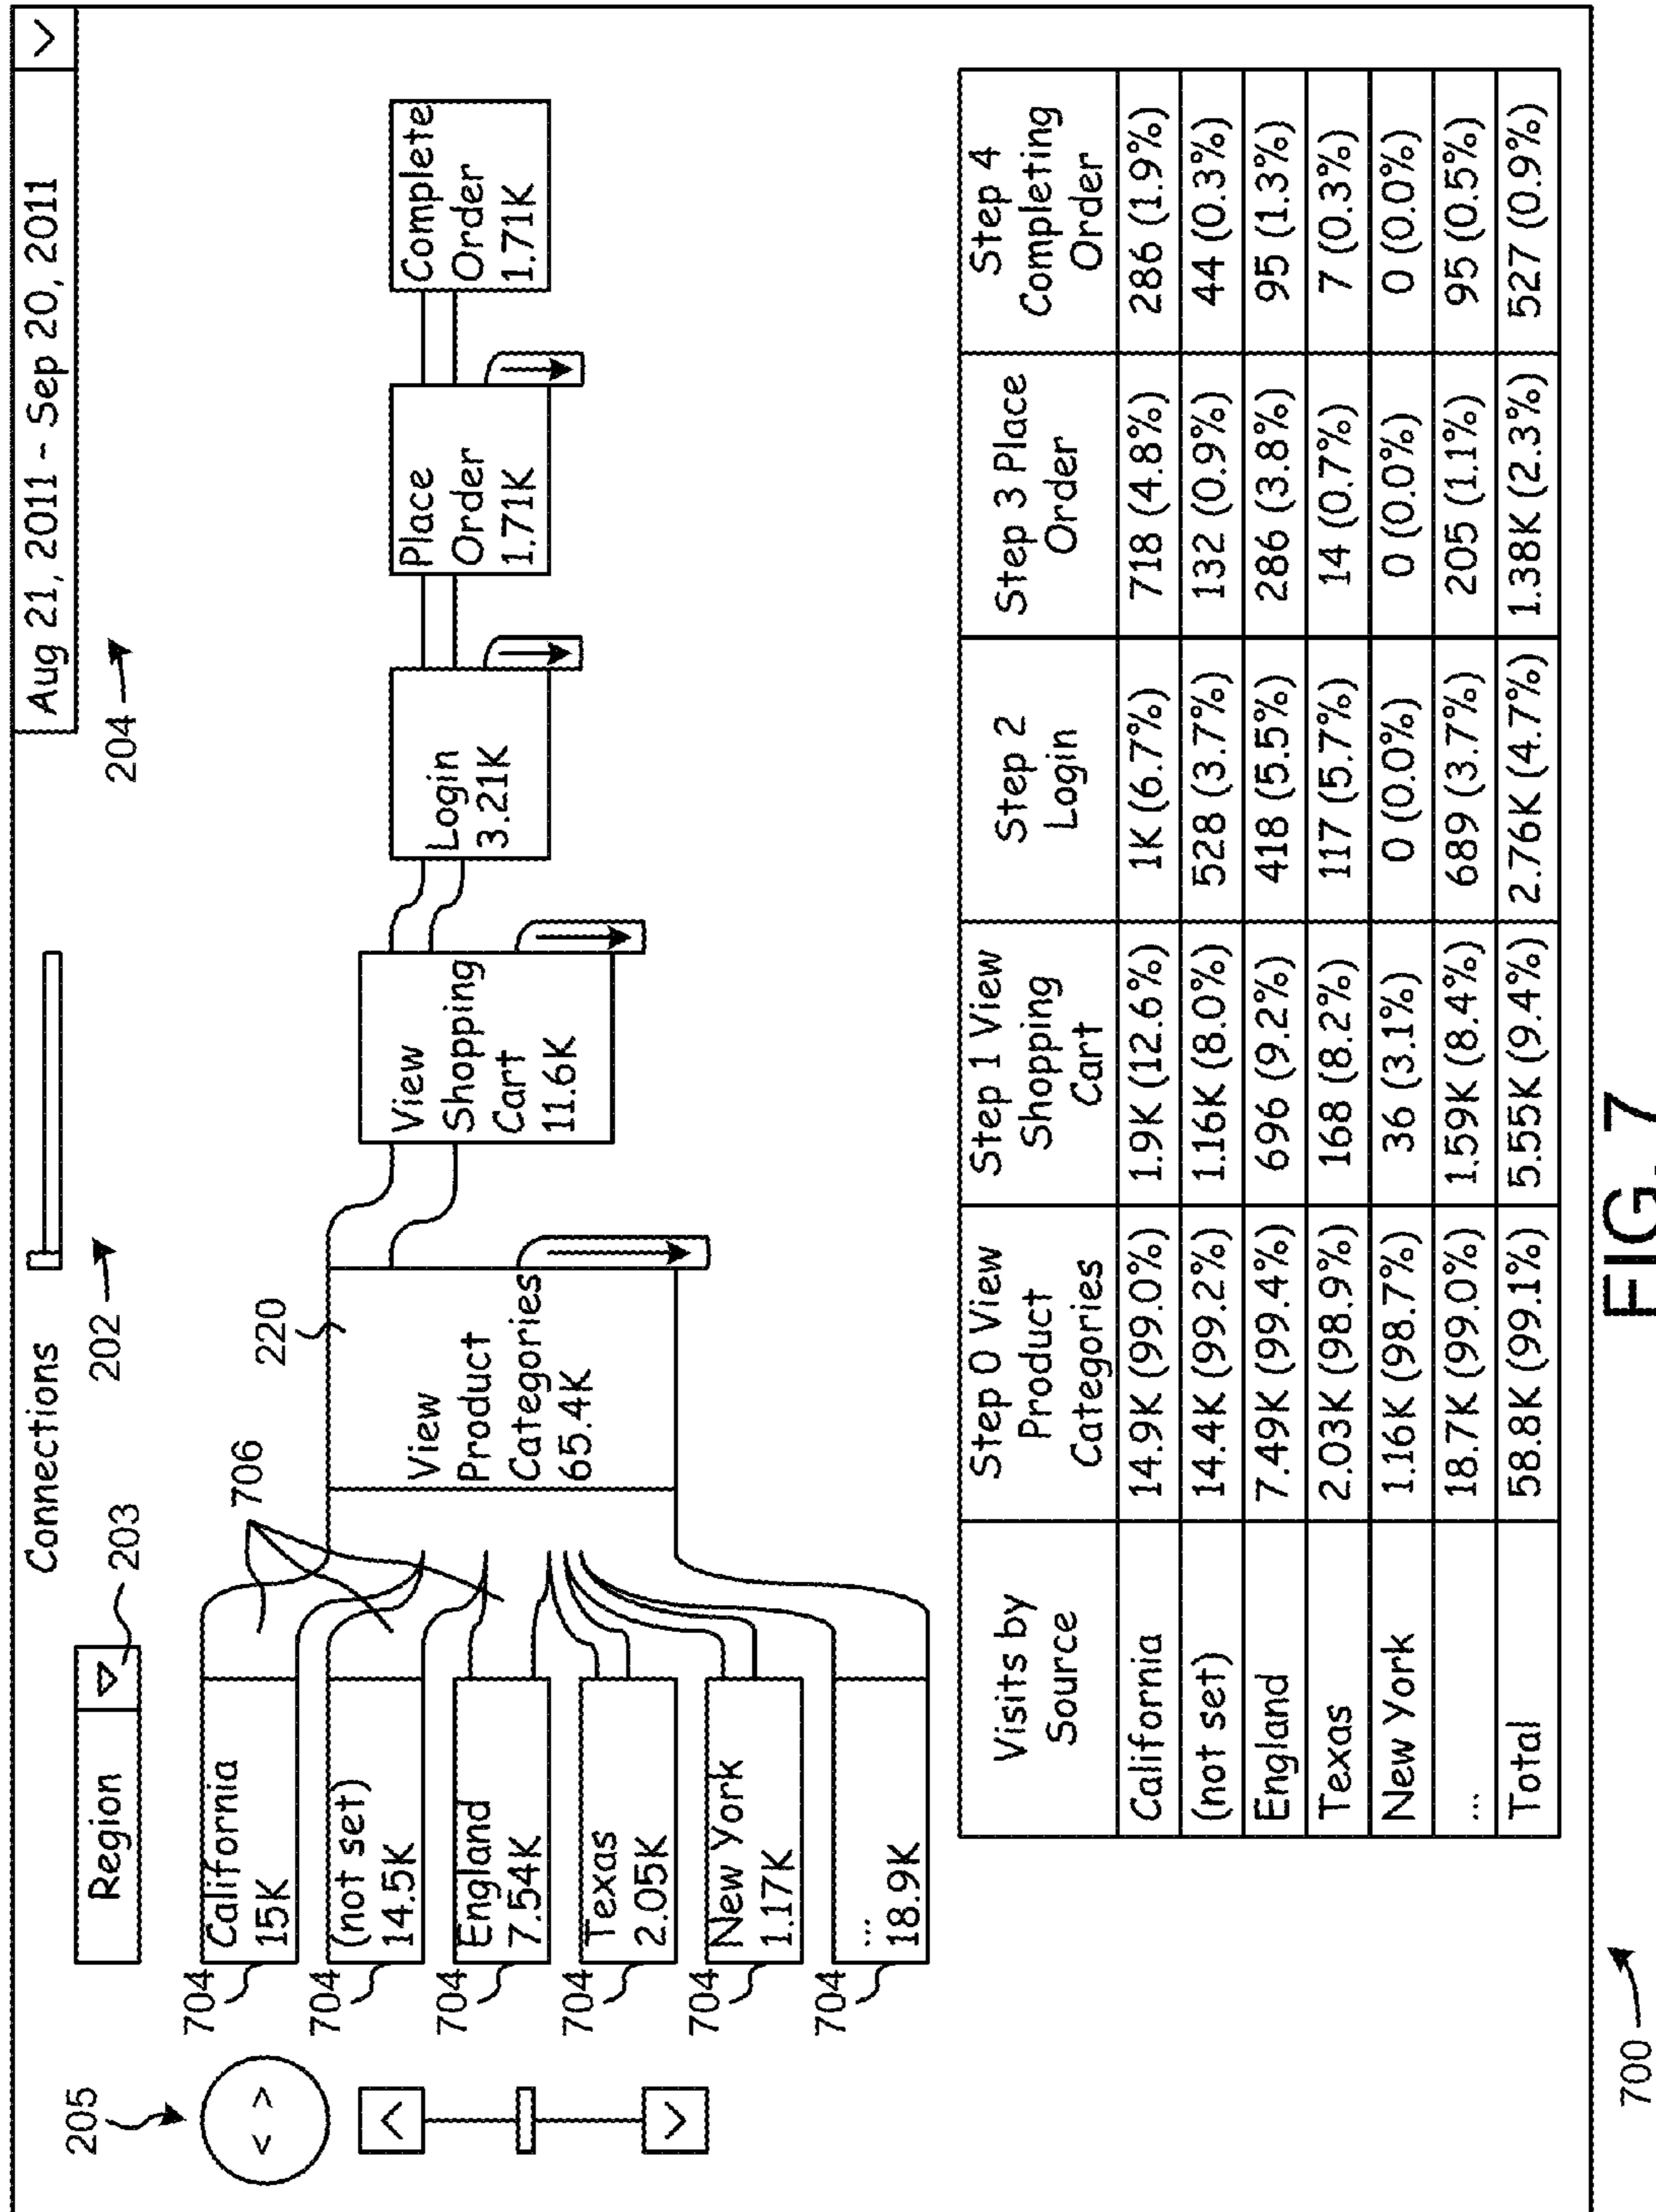 Connections
Aug 21, 2011 - Sep 20, 2011
202
204
Region
203
205
706
220
704
California
15K
704
(not set)
14.5K
704
England
7.54K
704
Texas
2.05K
704
New York
1.17K
704
...
18.9K
View
Product
Categories
65.4K
View
Shopping
Cart
11.6K
Login
3.21K
Place
Order
1.71K
Complete
Order
1.71K
Visits by
Source
Step 0 View
Product
Categories
Step 1 View
Shopping
Cart
Step 2
Login
Step 3 Place
Order
Step 4
Completing
Order
California 14.9K (99.0%) 1.9K (12.6%) 1K (6.7%) 718 (4.8%) 286 (1.9%)
(not set) 14.4K (99.2%) 1.16K (8.0%) 528 (3.7%) 132 (0.9%) 44 (0.3%)
England 7.49K (99.4%) 696 (9.2%) 418 (5.5%) 286 (3.8%) 95 (1.3%)
Texas 2.03K (98.9%) 168 (8.2%) 117 (5.7%) 14 (0.7%) 7 (0.3%)
New York 1.16K (98.7%) 36 (3.1%) 0 (0.0%) 0 (0.0%) 0 (0.0%)
... 18.7K (99.0%) 1.59K (8.4%) 689 (3.7%) 205 (1.1%) 95 (0.5%)
Total 58.8K (99.1%) 5.55K (9.4%) 2.76K (4.7%) 1.38K (2.3%) 527 (0.9%)
700
FIG. 7